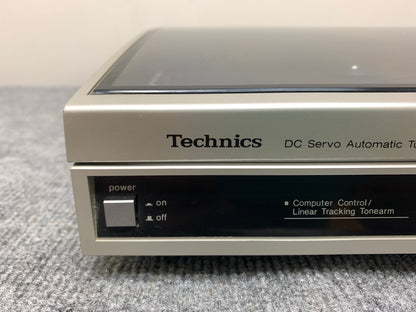 Technics DC Servo Automatic Tu
power
on
off
Computer Control/
Linear Tracking Tonearm